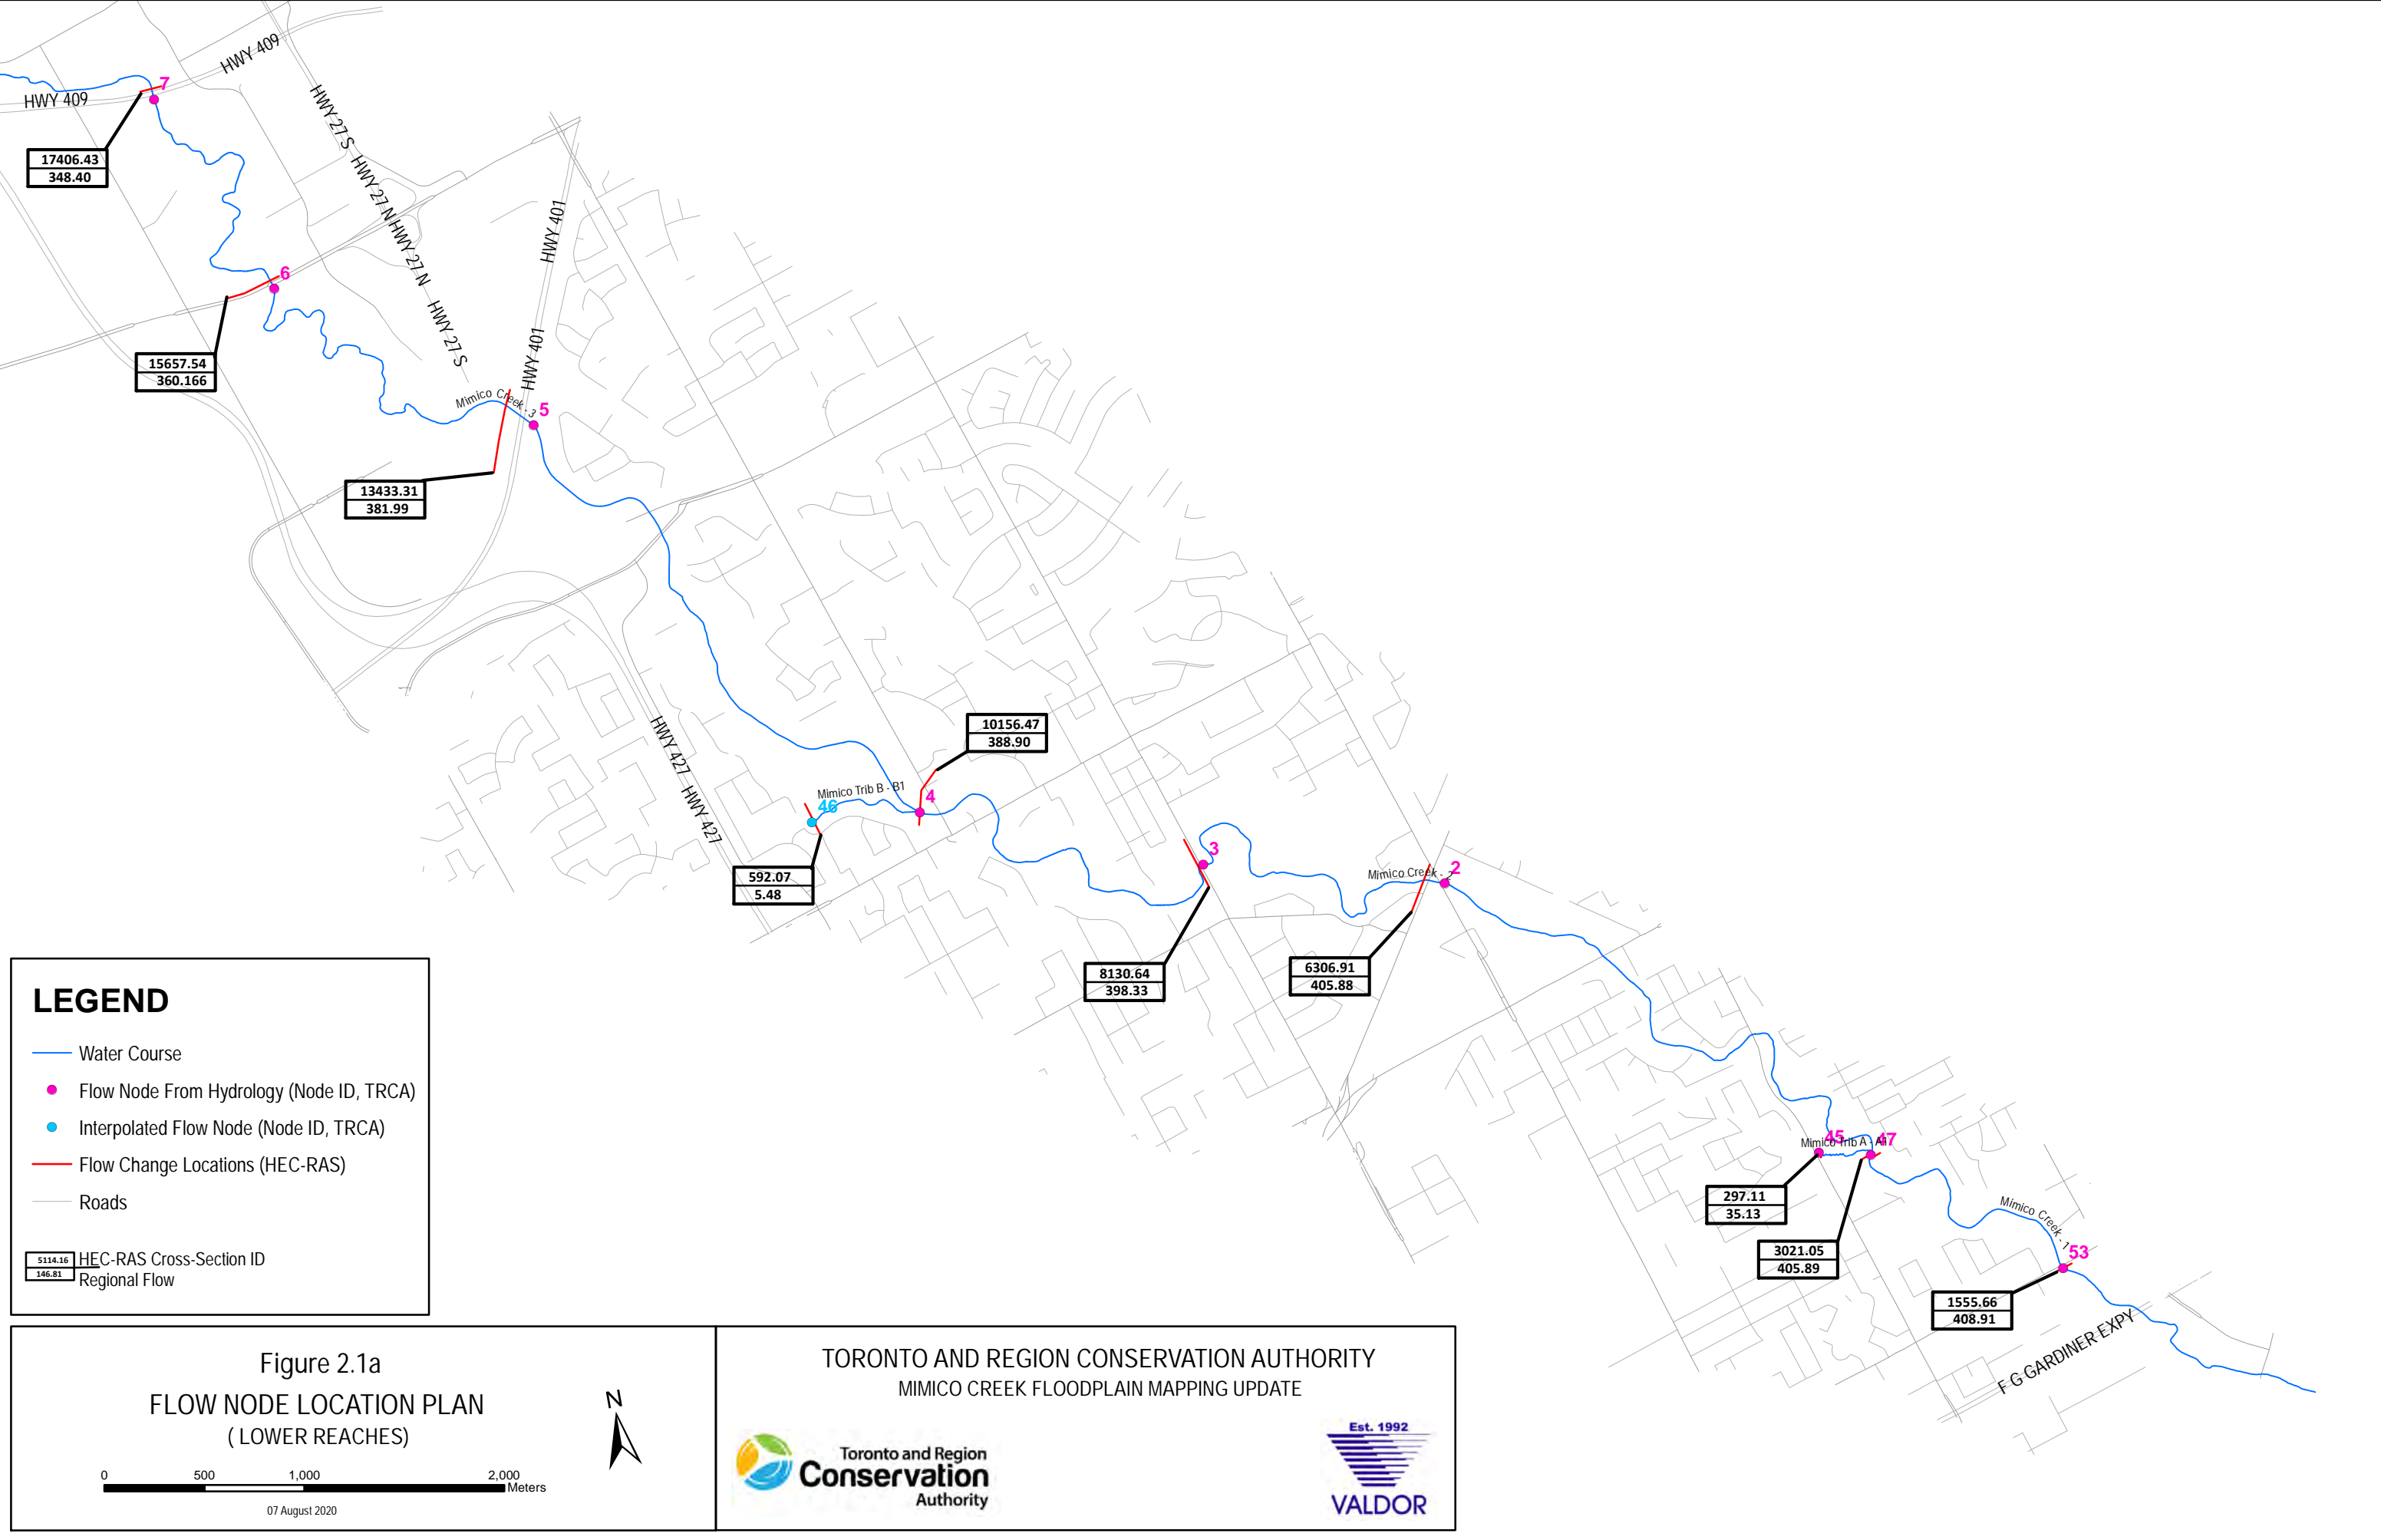 HWY 409
HWY 409
7
17406.43
348.40
HWY 27 S
HWY 27 N
HWY 27 N
HWY 27 S
HWY 401
HWY 401
6
15657.54
360.166
Mimico Creek - 3
5
13433.31
381.99
HWY 427
HWY 427
10156.47
388.90
Mimico Trib B - B1
46
4
592.07
5.48
3
Mimico Creek - 2
2
8130.64
398.33
6306.91
405.88
45
Mimico Trib A - A1
47
297.11
35.13
3021.05
405.89
Mimico Creek - 1
53
1555.66
408.91
F G GARDINER EXPY
LEGEND
Water Course
Flow Node From Hydrology (Node ID, TRCA)
Interpolated Flow Node (Node ID, TRCA)
Flow Change Locations (HEC-RAS)
Roads
5114.16
146.81
HEC-RAS Cross-Section ID
Regional Flow
Figure 2.1a
FLOW NODE LOCATION PLAN
( LOWER REACHES)
N
0 500 1,000 2,000
Meters
07 August 2020
TORONTO AND REGION CONSERVATION AUTHORITY
MIMICO CREEK FLOODPLAIN MAPPING UPDATE
Toronto and Region
Conservation
Authority
Est. 1992
VALDOR